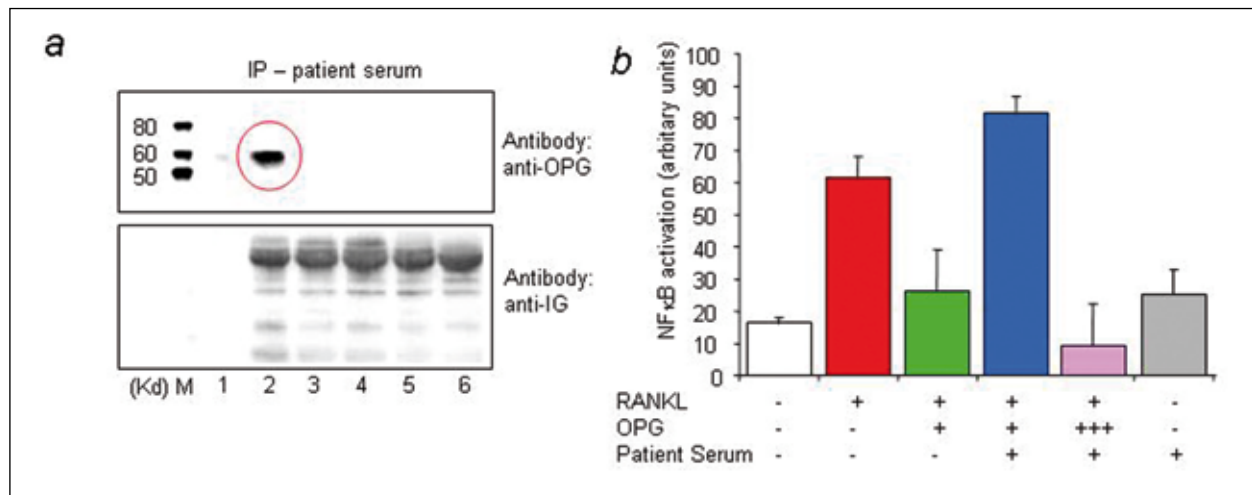 a
IP – patient serum
80
60
50
M
Antibody:
anti-OPG
Antibody:
anti-IG
(Kd) M 1 2 3 4 5 6
b
NFκB activation (arbitary units)
100
90
80
70
60
50
40
30
20
10
0
RANKL - + + + + -
OPG - - + + +++ -
Patient Serum - - - + + +